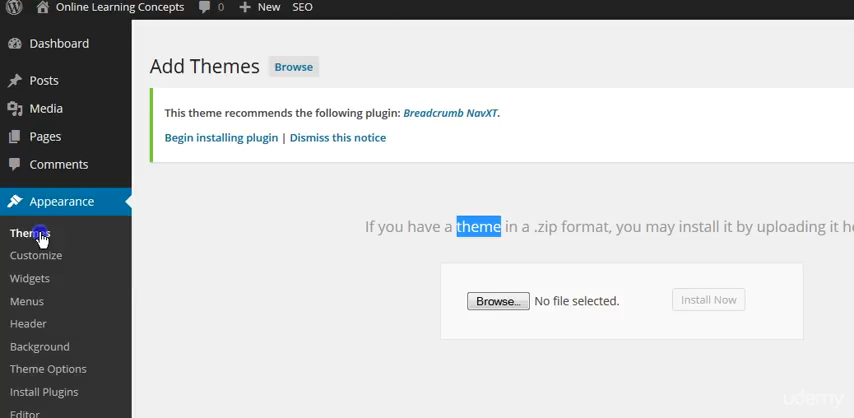 Online Learning Concepts 0 New SEO
Dashboard
Posts
Media
Pages
Comments
Appearance
Themes
Customize
Widgets
Menus
Header
Background
Theme Options
Install Plugins
Editor
Add Themes Browse
This theme recommends the following plugin: Breadcrumb NavXT.
Begin installing plugin | Dismiss this notice
If you have a theme in a .zip format, you may install it by uploading it he
Browse... No file selected. Install Now
udemy